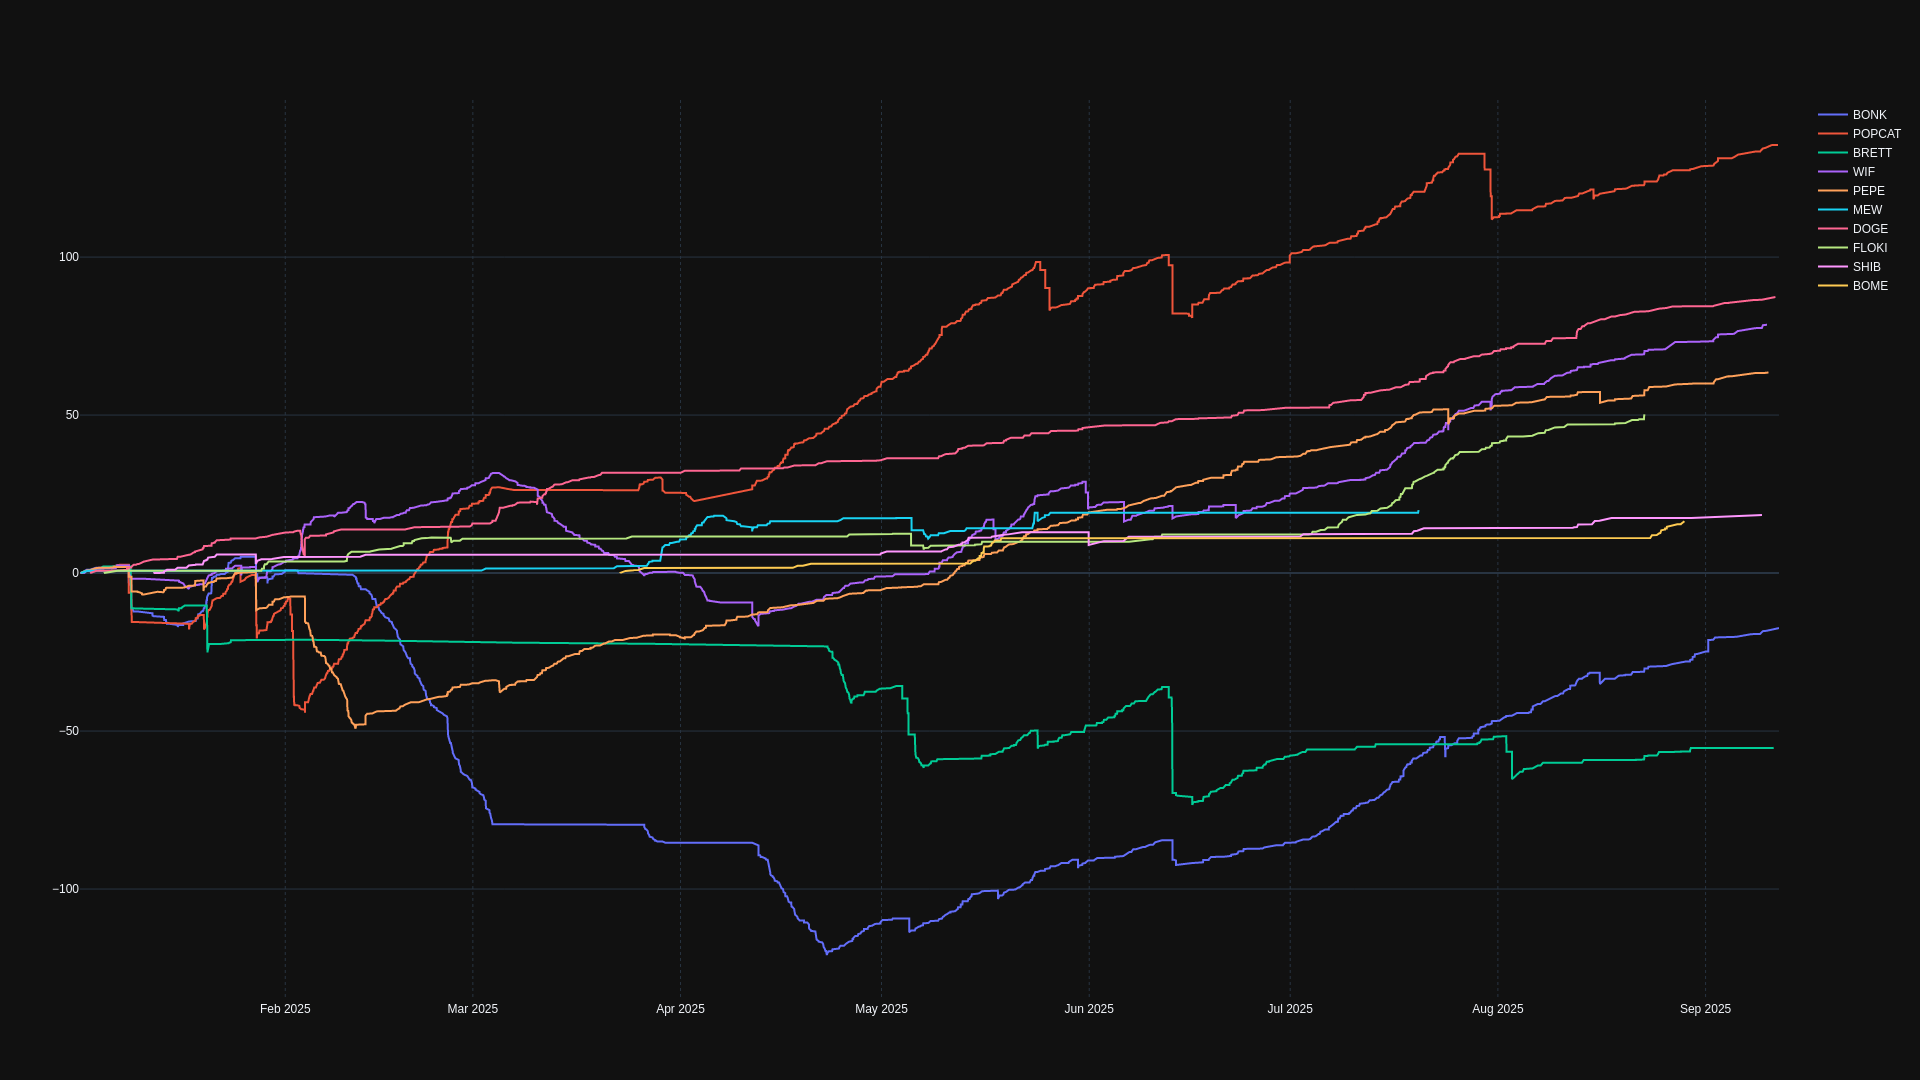 BONK
POPCAT
BRETT
WIF
PEPE
MEW
DOGE
FLOKI
SHIB
BOME
100
50
0
−50
−100
Feb 2025
Mar 2025
Apr 2025
May 2025
Jun 2025
Jul 2025
Aug 2025
Sep 2025